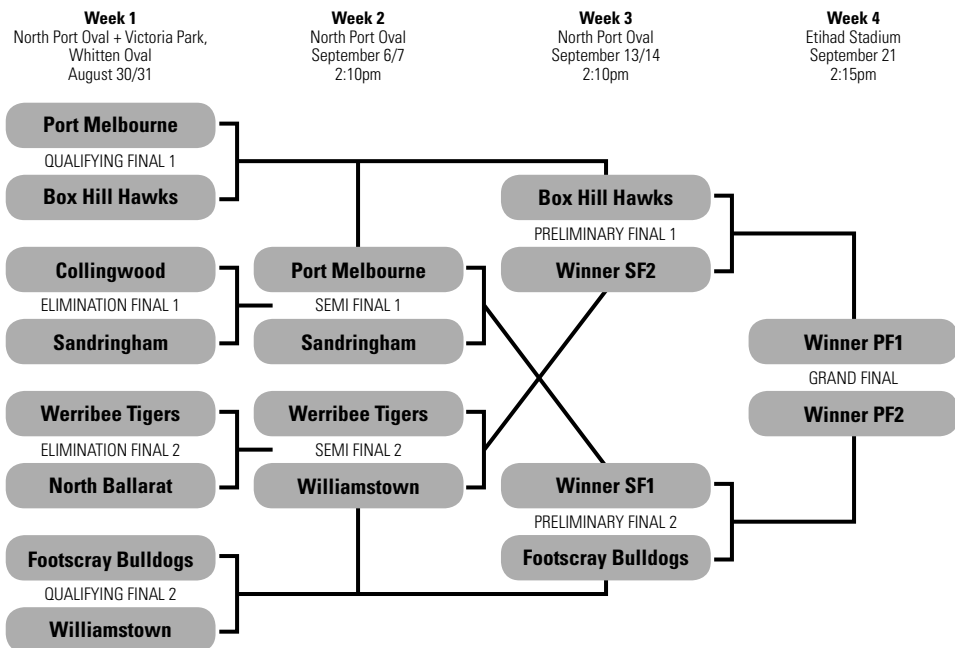 Week 1
North Port Oval + Victoria Park,
Whitten Oval
August 30/31
Week 2
North Port Oval
September 6/7
2:10pm
Week 3
North Port Oval
September 13/14
2:10pm
Week 4
Etihad Stadium
September 21
2:15pm
Port Melbourne
QUALIFYING FINAL 1
Box Hill Hawks
Collingwood
ELIMINATION FINAL 1
Sandringham
Werribee Tigers
ELIMINATION FINAL 2
North Ballarat
Footscray Bulldogs
QUALIFYING FINAL 2
Williamstown
Port Melbourne
SEMI FINAL 1
Sandringham
Werribee Tigers
SEMI FINAL 2
Williamstown
Box Hill Hawks
PRELIMINARY FINAL 1
Winner SF2
Winner SF1
PRELIMINARY FINAL 2
Footscray Bulldogs
Winner PF1
GRAND FINAL
Winner PF2